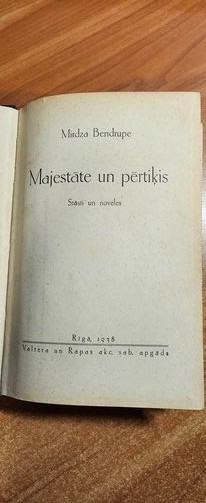 Mirdza Bendrupe
Majestāte un pērtiķis
Stāsti un noveles
Rīgā, 1938
Valtera un Rapas akc. sab. apgāds